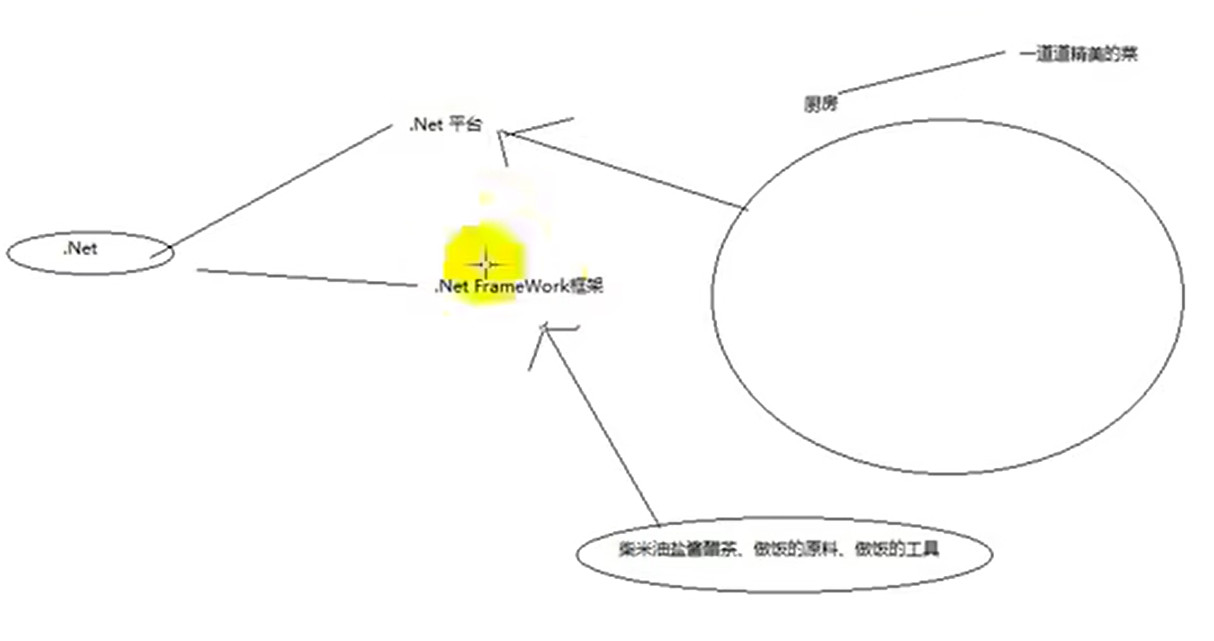 一道道精美的菜
厨房
.Net 平台
.Net
.Net FrameWork框架
柴米油盐酱醋茶、做饭的原料、做饭的工具